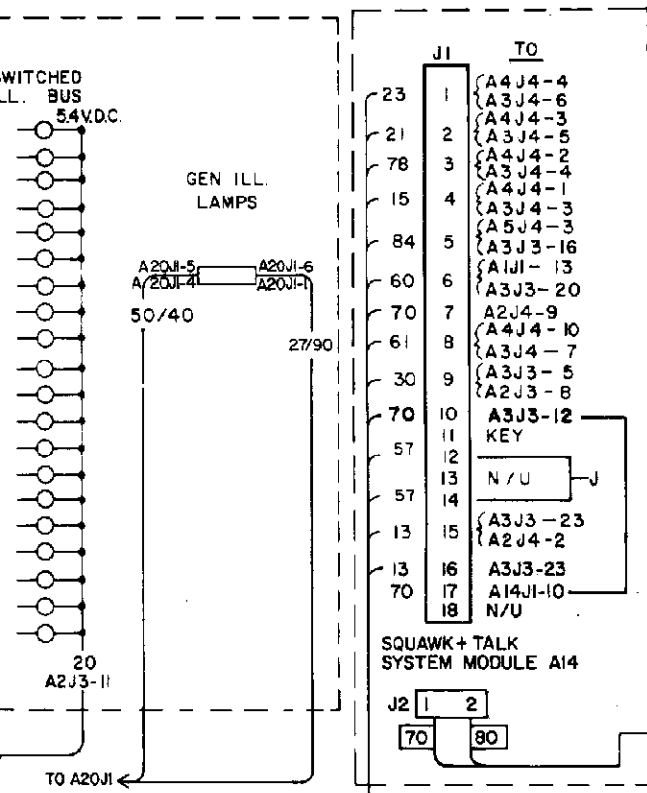 SWITCHED
LL. BUS
5.4V.D.C.
20
A2J3-11
GEN ILL.
LAMPS
A20J1-5 A20J1-6
A20J1-4 A20J1-1
50/40
27/90
TO A20J1
J1 TO
23 1 A4J4-4
A3J4-6
21 2 A4J4-3
A3J4-5
78 3 A4J4-2
A3J4-4
15 4 A4J4-1
A3J4-3
84 5 A5J4-3
A3J3-16
60 6 A1J1-13
A3J3-20
70 7 A2J4-9
61 8 A4J4-10
A3J4-7
30 9 A3J3-5
A2J3-8
70 10 A3J3-12
11 KEY
57 12
13 N/U J
57 14
13 15 A3J3-23
A2J4-2
13 16 A3J3-23
70 17 A14J1-10
18 N/U
SQUAWK+TALK
SYSTEM MODULE A14
J2 1 2
70 80